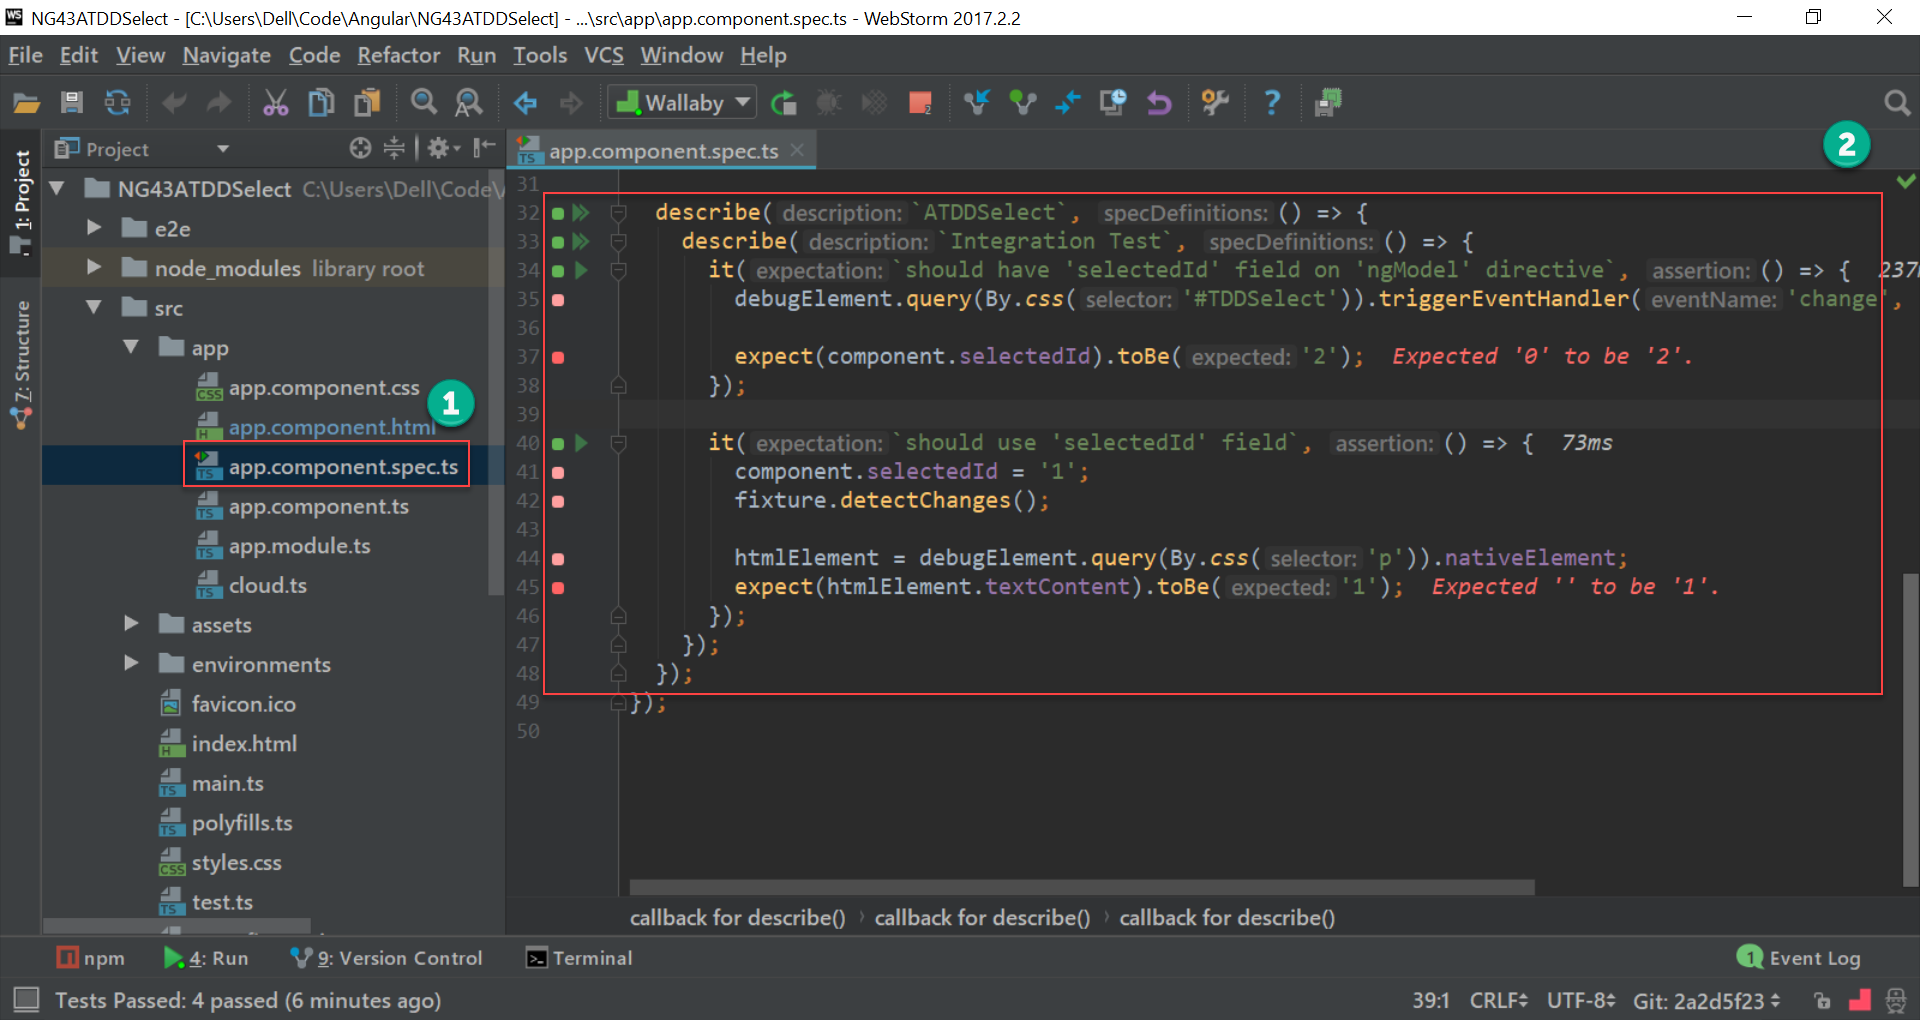 NG43ATDDSelect - [C:\Users\Dell\Code\Angular\NG43ATDDSelect] - ...\src\app\app.component.spec.ts - WebStorm 2017.2.2
File Edit View Navigate Code Refactor Run Tools VCS Window Help
Wallaby
1: Project
7: Structure
Project
NG43ATDDSelect C:\Users\Dell\Code\
e2e
node_modules library root
src
app
app.component.css
1
app.component.html
app.component.spec.ts
app.component.ts
app.module.ts
cloud.ts
assets
environments
favicon.ico
index.html
main.ts
polyfills.ts
styles.css
test.ts
app.component.spec.ts
2
31
32 describe( description: `ATDDSelect`, specDefinitions: () => {
33 describe( description: `Integration Test`, specDefinitions: () => {
34 it( expectation: `should have 'selectedId' field on 'ngModel' directive`, assertion: () => { 237
35 debugElement.query(By.css( selector: '#TDDSelect')).triggerEventHandler( eventName: 'change',
36
37 expect(component.selectedId).toBe( expected: '2'); Expected '0' to be '2'.
38 });
39
40 it( expectation: `should use 'selectedId' field`, assertion: () => { 73ms
41 component.selectedId = '1';
42 fixture.detectChanges();
43
44 htmlElement = debugElement.query(By.css( selector: 'p')).nativeElement;
45 expect(htmlElement.textContent).toBe( expected: '1'); Expected '' to be '1'.
46 });
47 });
48 });
49 });
50
callback for describe() › callback for describe() › callback for describe()
npm 4: Run 9: Version Control Terminal 1 Event Log
Tests Passed: 4 passed (6 minutes ago) 39:1 CRLF UTF-8 Git: 2a2d5f23